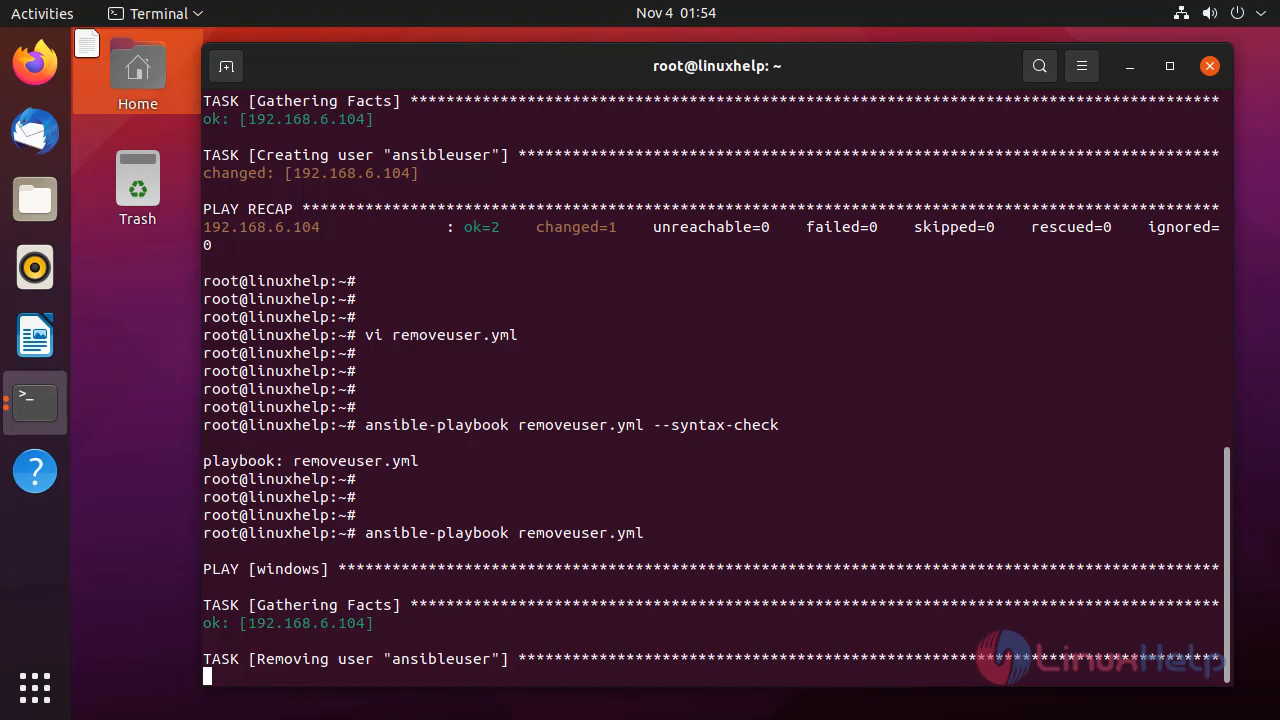 Activities
Terminal
Nov 4 01:54
root@linuxhelp: ~
Home
Trash
TASK [Gathering Facts] ******************************************************************************************
ok: [192.168.6.104]
TASK [Creating user "ansibleuser"] ******************************************************************************
changed: [192.168.6.104]
PLAY RECAP ******************************************************************************************************
192.168.6.104              : ok=2    changed=1    unreachable=0    failed=0    skipped=0    rescued=0    ignored=
0
root@linuxhelp:~#
root@linuxhelp:~#
root@linuxhelp:~#
root@linuxhelp:~# vi removeuser.yml
root@linuxhelp:~#
root@linuxhelp:~#
root@linuxhelp:~#
root@linuxhelp:~#
root@linuxhelp:~# ansible-playbook removeuser.yml --syntax-check
playbook: removeuser.yml
root@linuxhelp:~#
root@linuxhelp:~#
root@linuxhelp:~#
root@linuxhelp:~# ansible-playbook removeuser.yml
PLAY [windows] **************************************************************************************************
TASK [Gathering Facts] ******************************************************************************************
ok: [192.168.6.104]
TASK [Removing user "ansibleuser"] ******************************************************************************
LinuxHelp